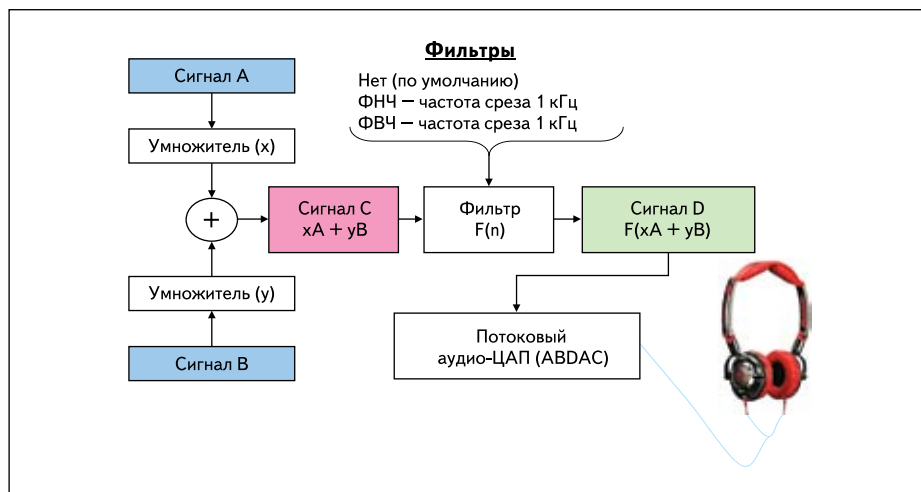 Фильтры
Нет (по умолчанию)
ФНЧ — частота среза 1 кГц
ФВЧ — частота среза 1 кГц
Сигнал A
Умножитель (x)
+
Сигнал C
xA + yB
Фильтр
F(n)
Сигнал D
F(xA + yB)
Умножитель (y)
Сигнал B
Потоковый
аудио-ЦАП (ABDAC)